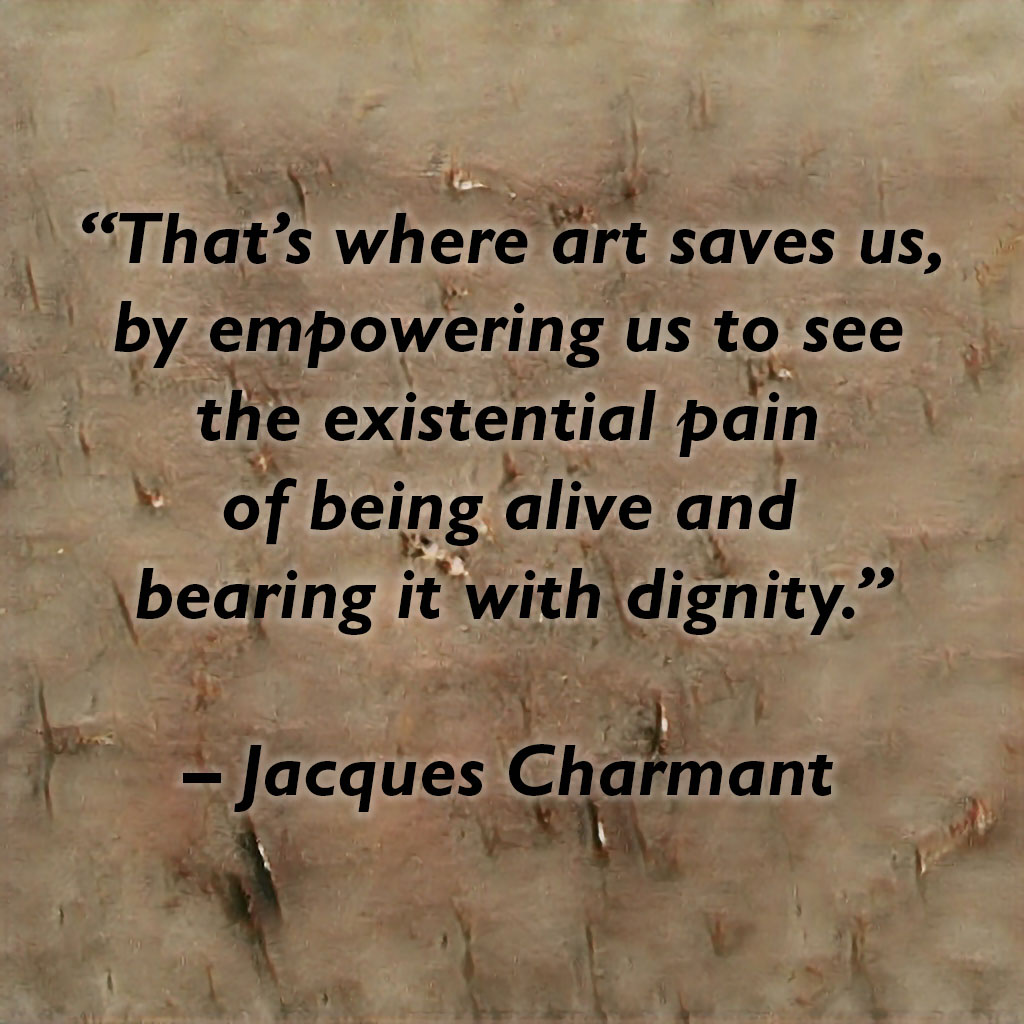 “That’s where art saves us,
by empowering us to see
the existential pain
of being alive and
bearing it with dignity.”
– Jacques Charmant